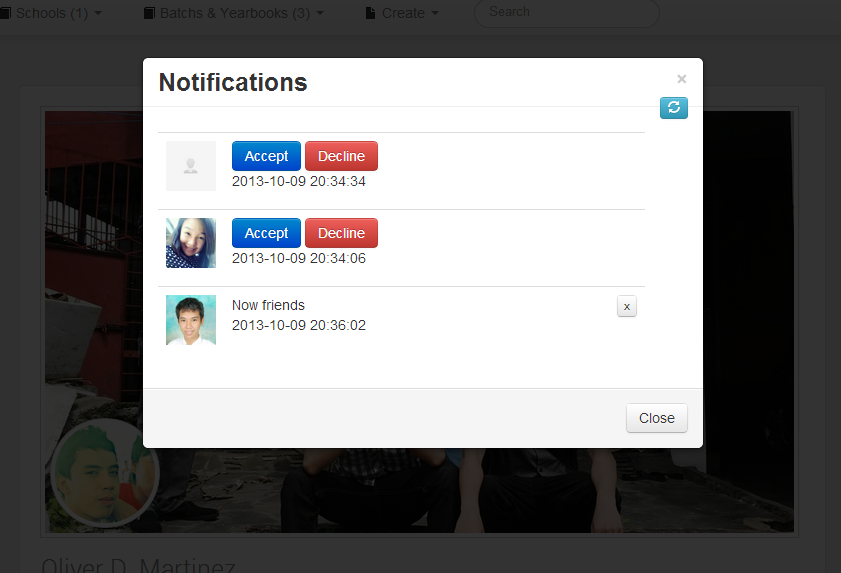 Schools (1)
Batchs & Yearbooks (3)
Create
Search
Notifications
×
Accept
Decline
2013-10-09 20:34:34
Accept
Decline
2013-10-09 20:34:06
Now friends
x
2013-10-09 20:36:02
Close
Oliver D. Martinez